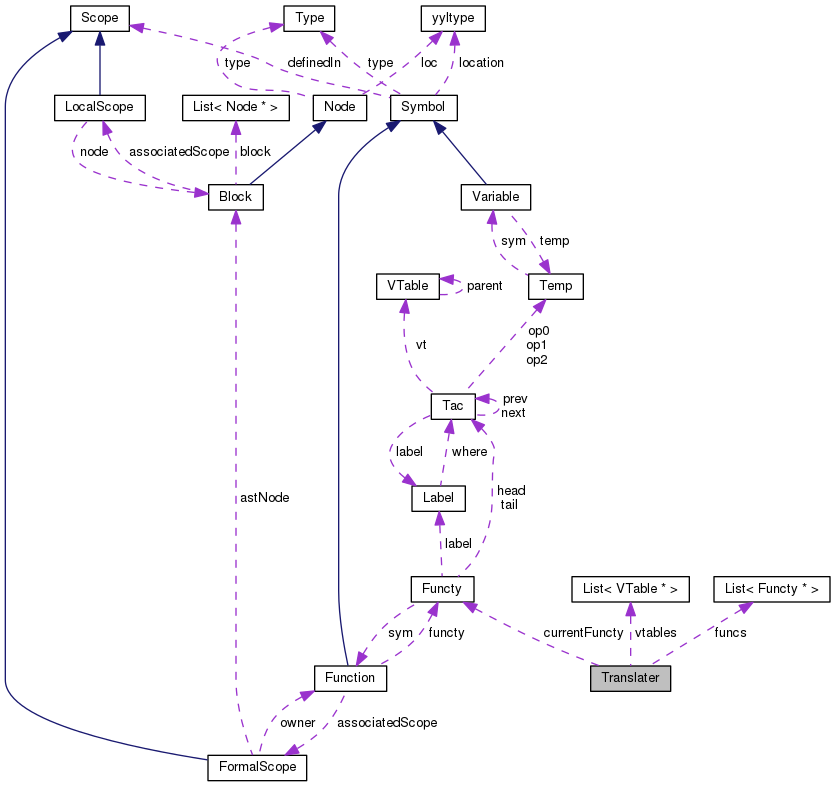 Scope
Type
yyltype
type
definedIn
type
loc
location
LocalScope
List< Node * >
Node
Symbol
node
associatedScope
block
Block
Variable
sym
temp
VTable
parent
Temp
vt
op0
op1
op2
Tac
prev
next
label
where
Label
astNode
head
tail
label
Functy
List< VTable * >
List< Functy * >
sym
functy
currentFuncty
vtables
funcs
Function
Translater
owner
associatedScope
FormalScope